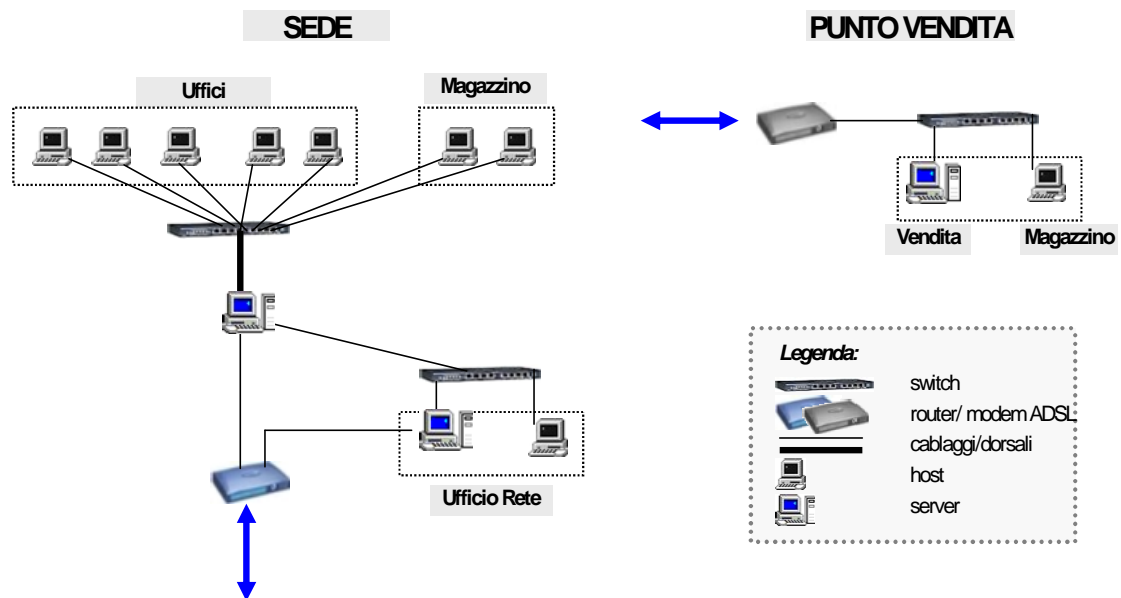 SEDE
PUNTO VENDITA
Uffici
Magazzino
Vendita
Magazzino
Ufficio Rete
Legenda:
switch
router/ modem ADSL
cablaggi/dorsali
host
server